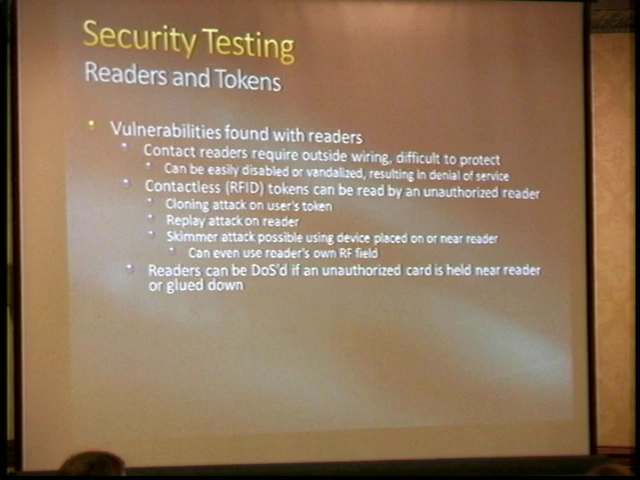 Security Testing
Readers and Tokens
Vulnerabilities found with readers
Contact readers require outside wiring, difficult to protect
Can be easily disabled or vandalized, resulting in denial of service
Contactless (RFID) tokens can be read by an unauthorized reader
Cloning attack on user's token
Replay attack on reader
Skimmer attack possible using device placed on or near reader
Can even use reader's own RF field
Readers can be DoS'd if an unauthorized card is held near reader
or glued down